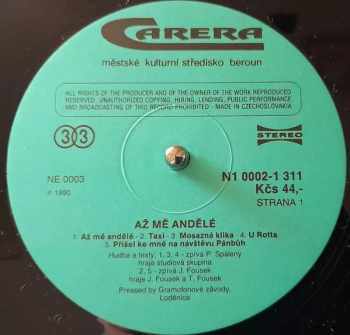 CARERA
městské kulturní středisko beroun
ALL RIGHTS OF THE PRODUCER AND OF THE OWNER OF THE WORK REPRODUCED
RESERVED. UNAUTHORIZED COPYING, HIRING, LENDING, PUBLIC PERFORMANCE
AND BROADCASTING OF THIS RECORD PROHIBITED - MADE IN CZECHOSLOVAKIA
33
STEREO
NE 0003
℗ 1990
N1 0002-1 311
Kčs 44,-
STRANA 1
AŽ MĚ ANDĚLÉ
1. Až mě andělé - 2. Taxi - 3. Mosazná klika - 4. U Rotta
5. Přišel ke mně na návštěvu Pánbůh
Hudba a texty: 1, 3, 4 - zpívá P. Spálený
hraje studiová skupina
2, 5 - zpívá J. Fousek
hraje J. Fousek a T. Fousek
Pressed by Gramofonové závody,
Loděnice